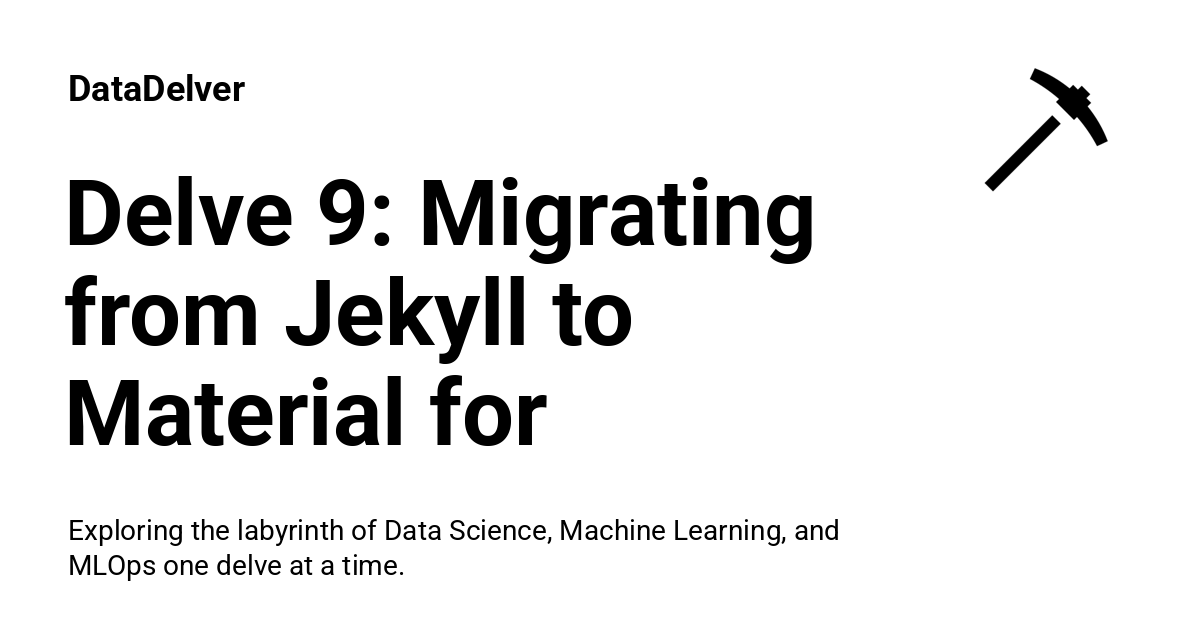 DataDelver
Delve 9: Migrating
from Jekyll to
Material for
Exploring the labyrinth of Data Science, Machine Learning, and
MLOps one delve at a time.